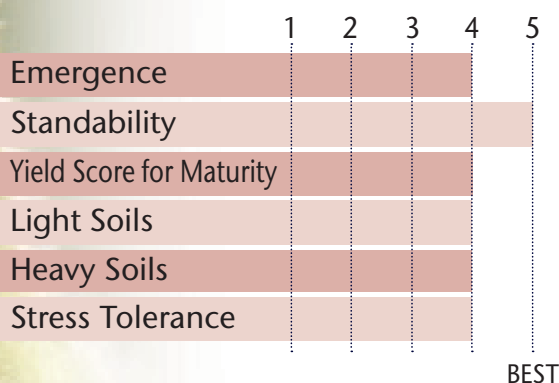 1 2 3 4 5
Emergence
Standability
Yield Score for Maturity
Light Soils
Heavy Soils
Stress Tolerance
BEST